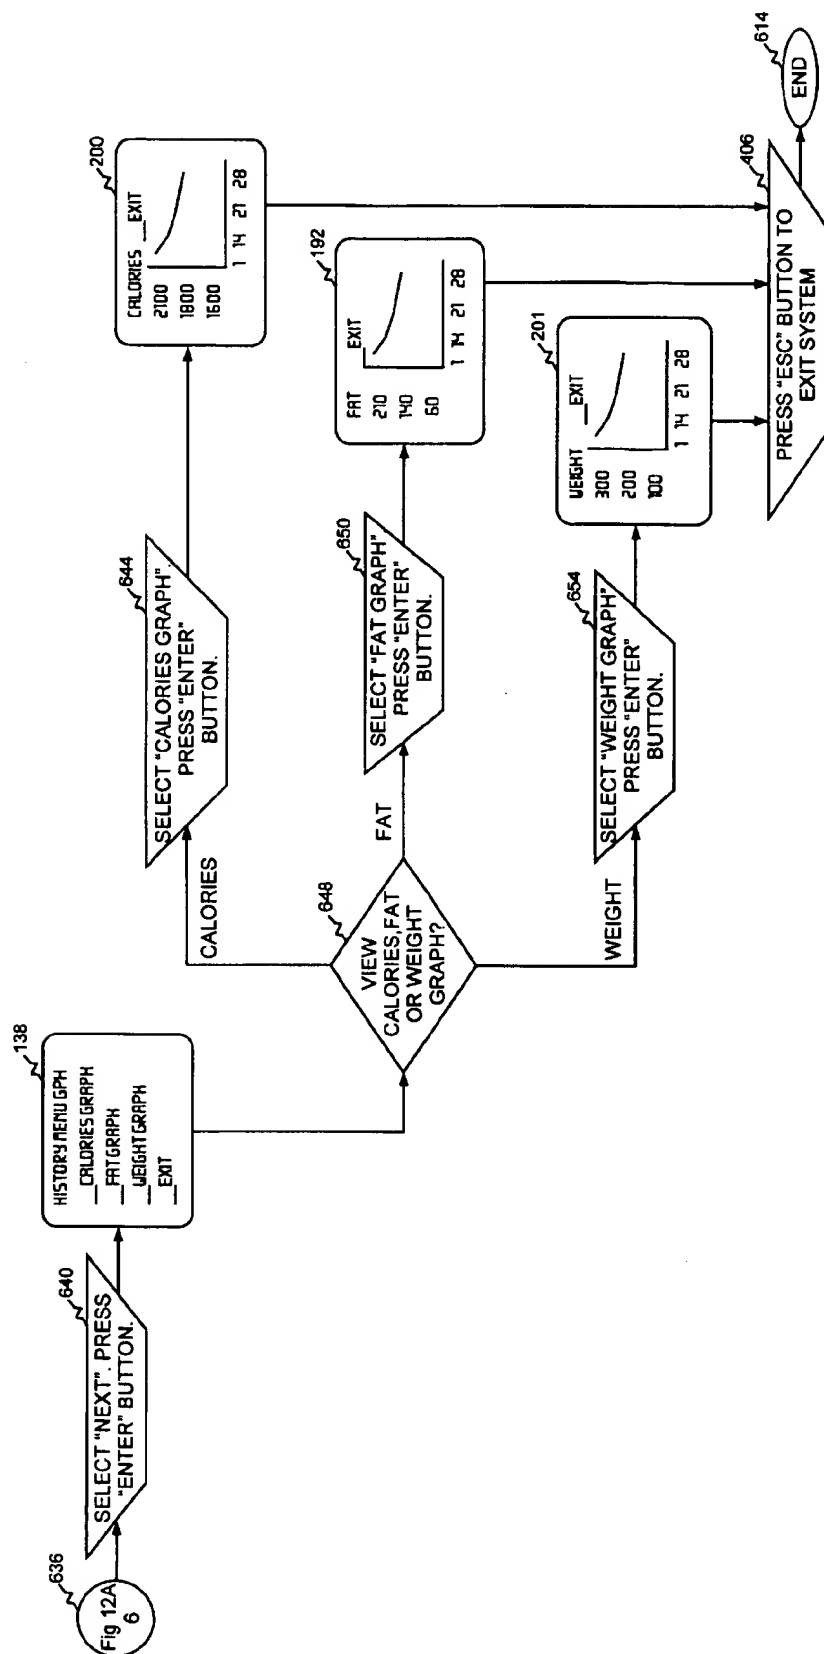 636
Fig 12A
6
640
SELECT "NEXT". PRESS
"ENTER" BUTTON.
138
HISTORY MENU GPH
__CALORIES GRAPH
__FAT GRAPH
__WEIGHT GRAPH
__EXIT
648
VIEW
CALORIES,FAT
OR WEIGHT
GRAPH?
CALORIES
644
SELECT "CALORIES GRAPH".
PRESS "ENTER"
BUTTON.
200
CALORIES __EXIT
2100
1800
1600
1 14 21 28
FAT
650
SELECT "FAT GRAPH"
PRESS "ENTER"
BUTTON.
192
FAT __EXIT
210
140
60
1 14 21 28
WEIGHT
654
SELECT "WEIGHT GRAPH"
PRESS "ENTER"
BUTTON.
201
WEIGHT __EXIT
300
200
100
1 14 21 28
406
PRESS "ESC" BUTTON TO
EXIT SYSTEM
614
END